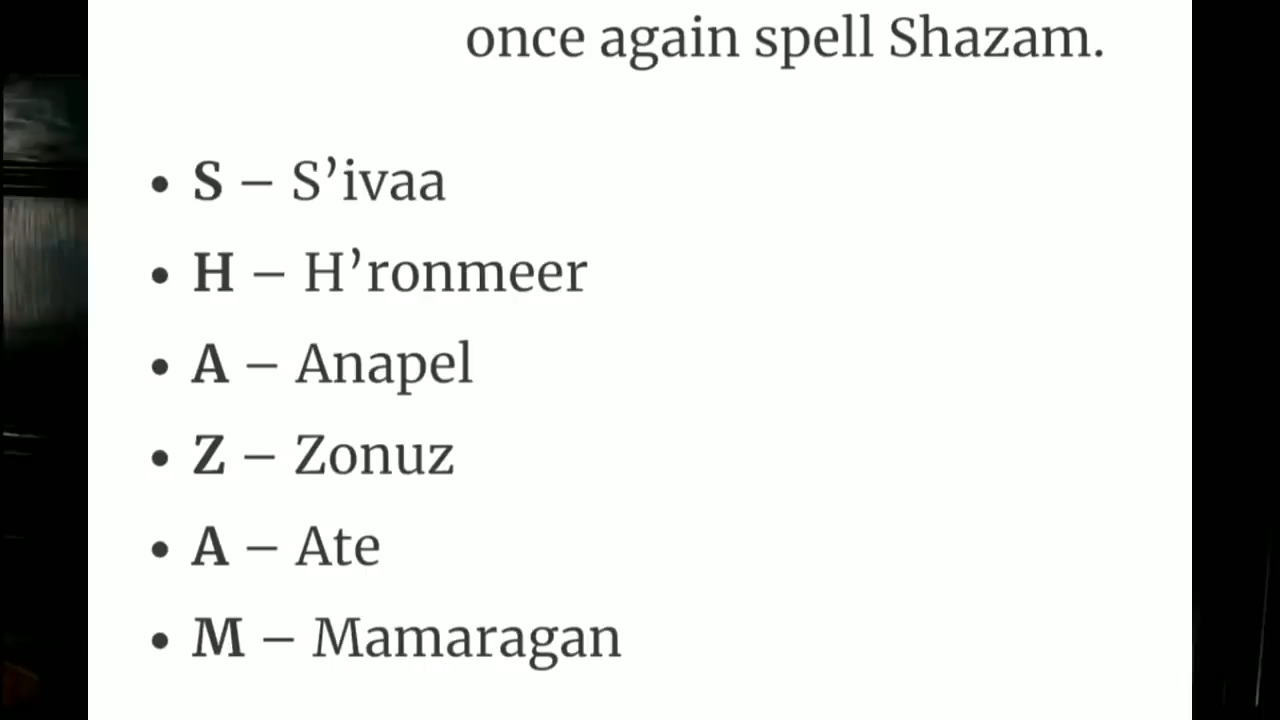 once again spell Shazam.
• S – S’ivaa
• H – H’ronmeer
• A – Anapel
• Z – Zonuz
• A – Ate
• M – Mamaragan